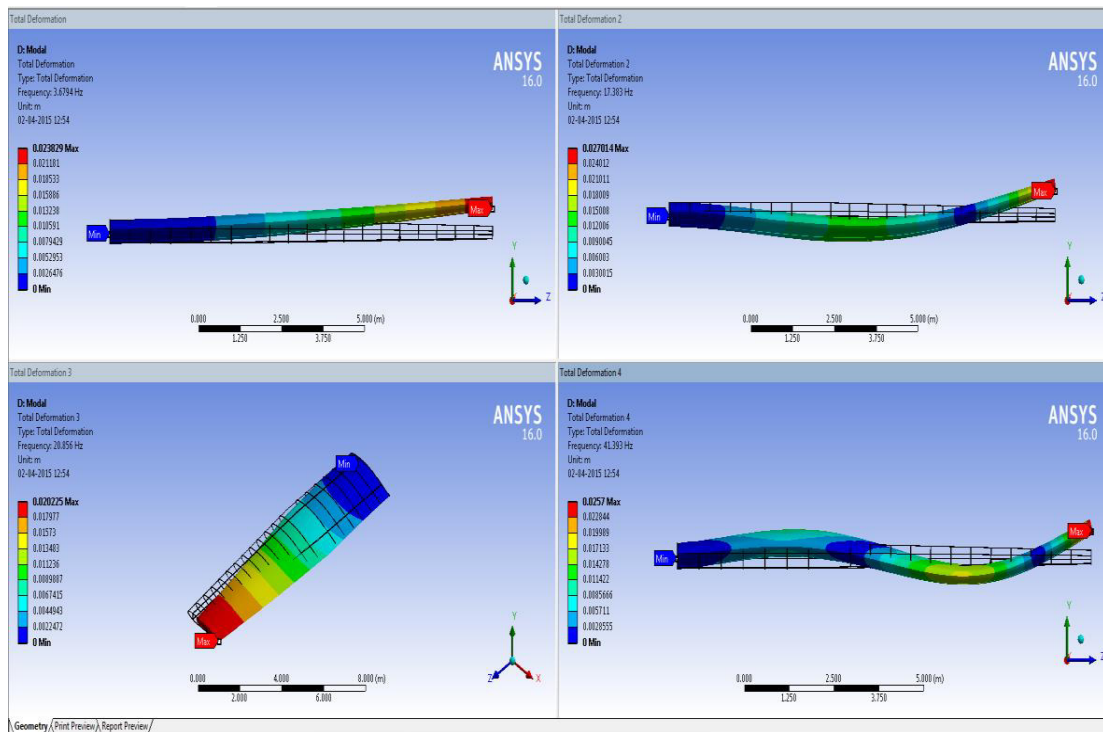 Total Deformation
D: Modal
Total Deformation
Type: Total Deformation
Frequency: 3.6794 Hz
Unit: m
02-04-2015 12:54
ANSYS
16.0
0.023829 Max
0.021181
0.018533
0.015886
0.013238
0.010591
0.0079429
0.0052953
0.0026476
0 Min
Min
Max
Y
Z
0.000 2.500 5.000 (m)
1.250 3.750
Total Deformation 2
D: Modal
Total Deformation 2
Type: Total Deformation
Frequency: 17.383 Hz
Unit: m
02-04-2015 12:54
ANSYS
16.0
0.027014 Max
0.024012
0.021011
0.018009
0.015008
0.012006
0.0090045
0.006003
0.0030015
0 Min
Min
Max
Y
Z
0.000 2.500 5.000 (m)
1.250 3.750
Total Deformation 3
D: Modal
Total Deformation 3
Type: Total Deformation
Frequency: 20.856 Hz
Unit: m
02-04-2015 12:54
ANSYS
16.0
0.020225 Max
0.017977
0.01573
0.013483
0.011236
0.0089887
0.0067415
0.0044943
0.0022472
0 Min
Min
Max
Y
Z
X
0.000 4.000 8.000 (m)
2.000 6.000
Total Deformation 4
D: Modal
Total Deformation 4
Type: Total Deformation
Frequency: 41.393 Hz
Unit: m
02-04-2015 12:54
ANSYS
16.0
0.0257 Max
0.022844
0.019989
0.017133
0.014278
0.011422
0.0085666
0.005711
0.0028555
0 Min
Min
Max
Y
Z
0.000 2.500 5.000 (m)
1.250 3.750
Geometry Print Preview Report Preview